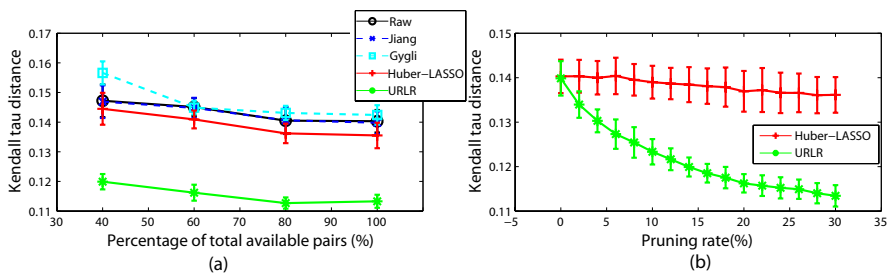 Raw
Jiang
Gygli
Huber-LASSO
URLR
Kendall tau distance
0.17
0.16
0.15
0.14
0.13
0.12
0.11
30 40 50 60 70 80 90 100
Percentage of total available pairs (%)
(a)
Kendall tau distance
0.15
0.14
0.13
0.12
0.11
-5 0 5 10 15 20 25 30 35
Huber-LASSO
URLR
Pruning rate(%)
(b)